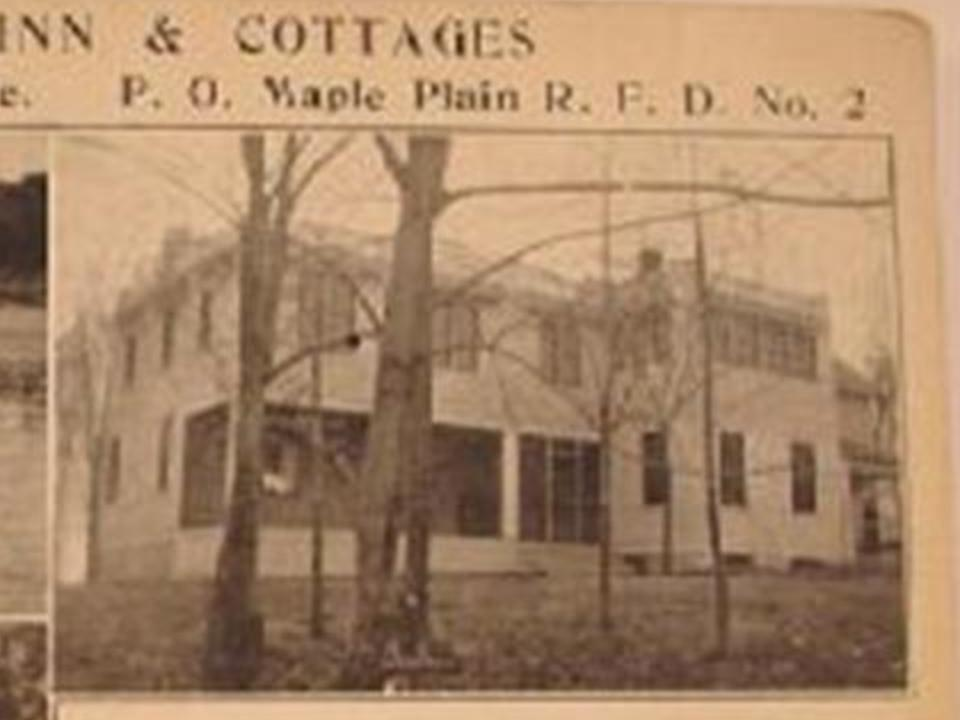 INN & COTTAGES
e. P. O. Maple Plain R. F. D. No. 2